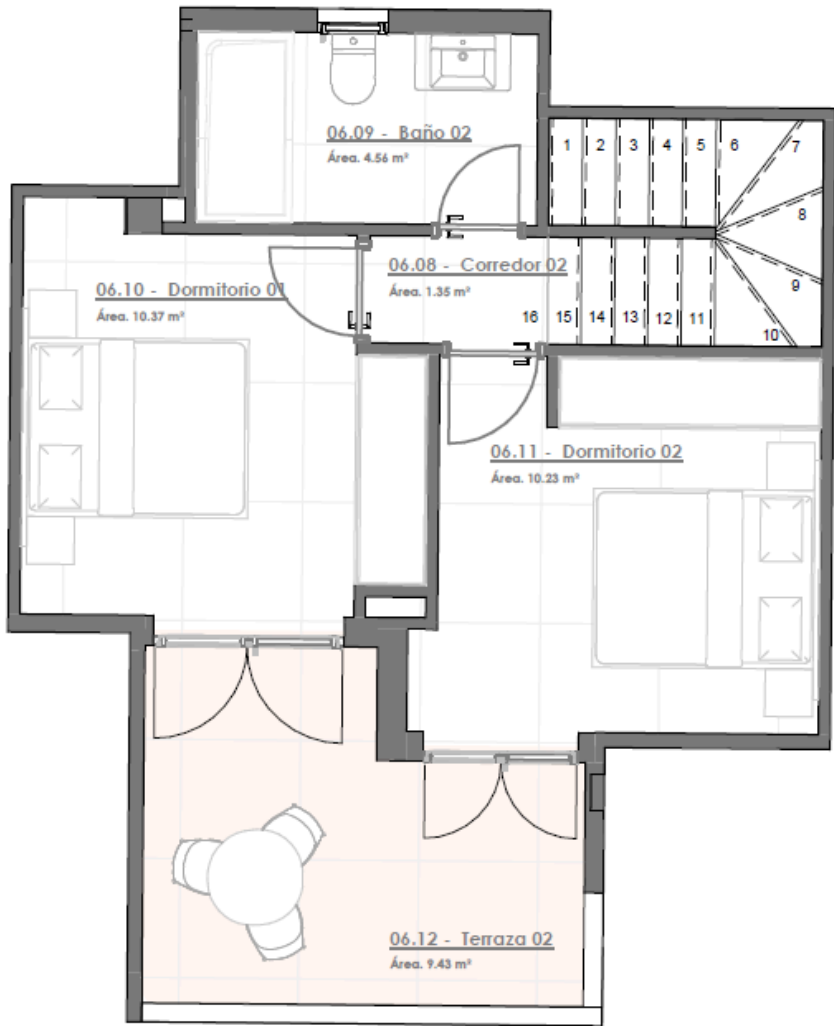 06.09 - Baño 02
Área. 4.56 m²
1 2 3 4 5 6 7
8
9
10
06.08 - Corredor 02
Área. 1.35 m²
16 15 14 13 12 11
06.10 - Dormitorio 01
Área. 10.37 m²
06.11 - Dormitorio 02
Área. 10.23 m²
06.12 - Terraza 02
Área. 9.43 m²